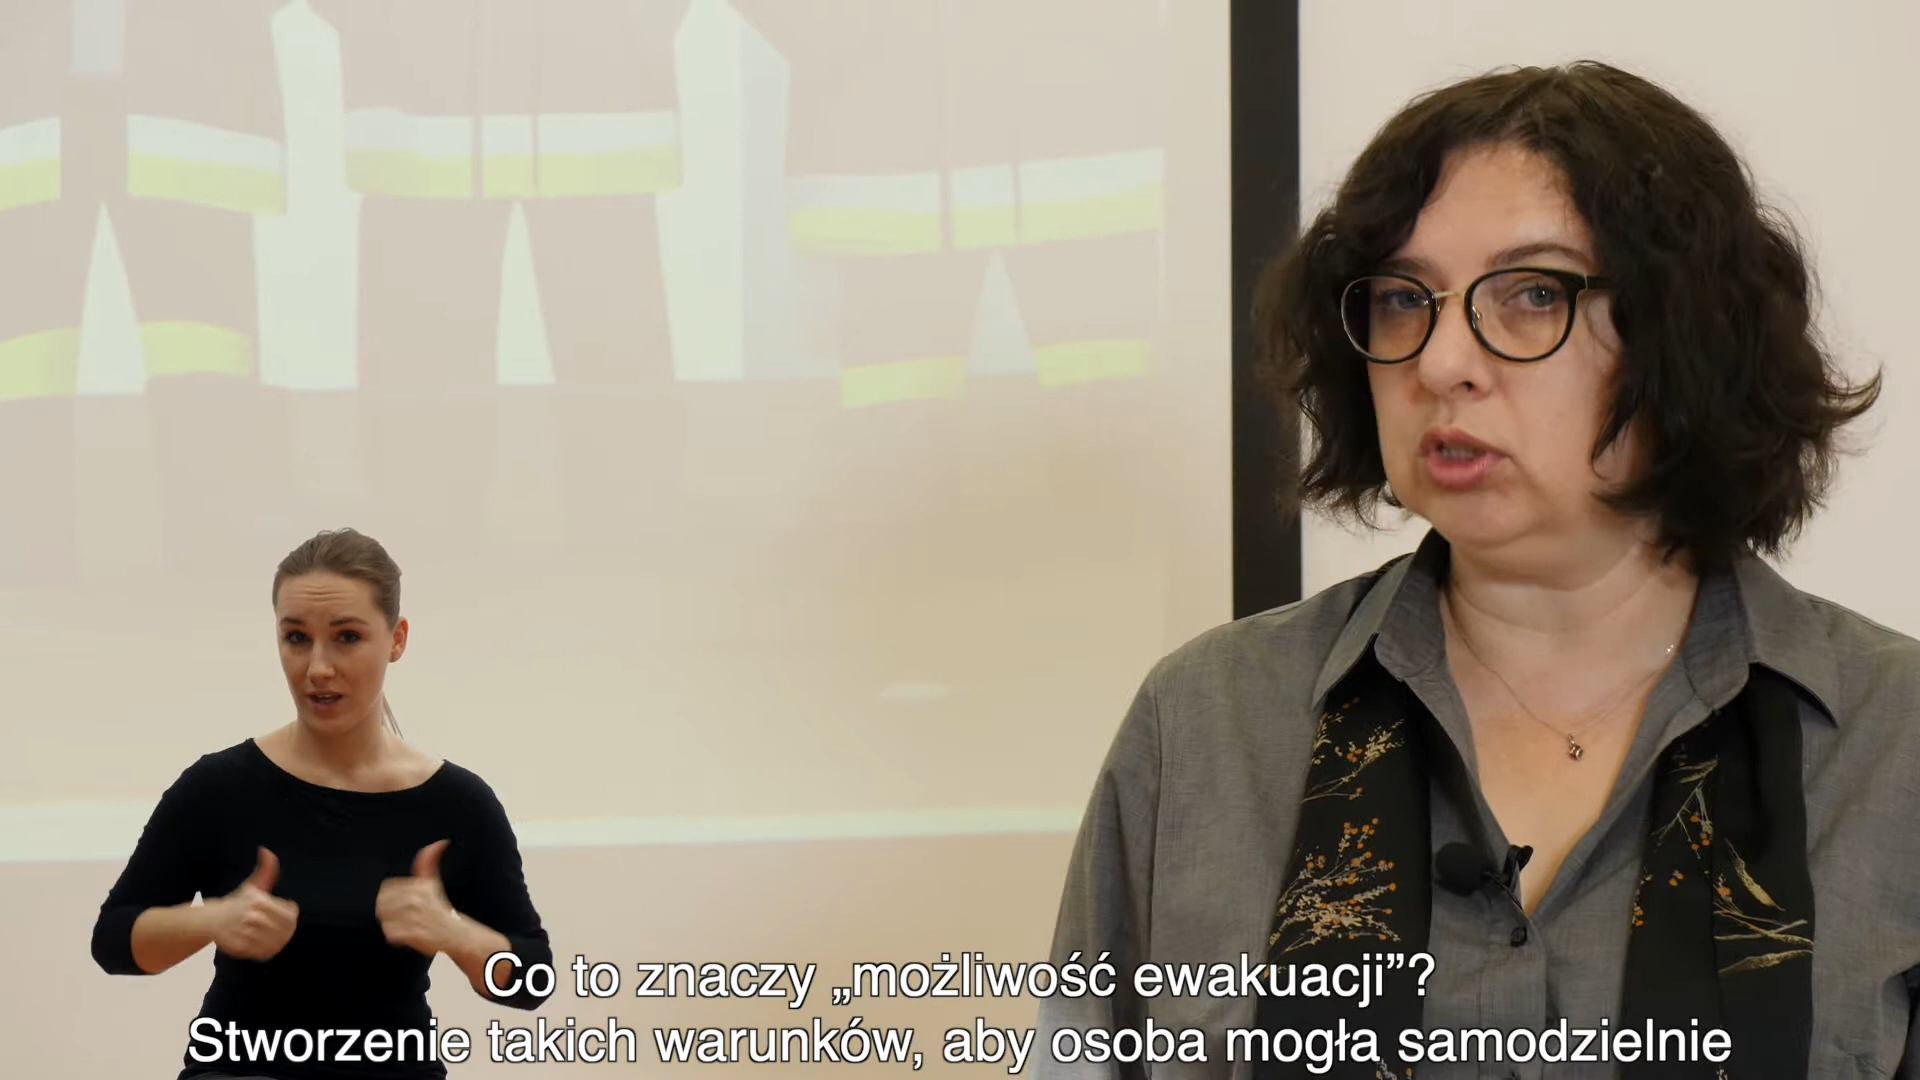 Co to znaczy „możliwość ewakuacji”?
Stworzenie takich warunków, aby osoba mogła samodzielnie